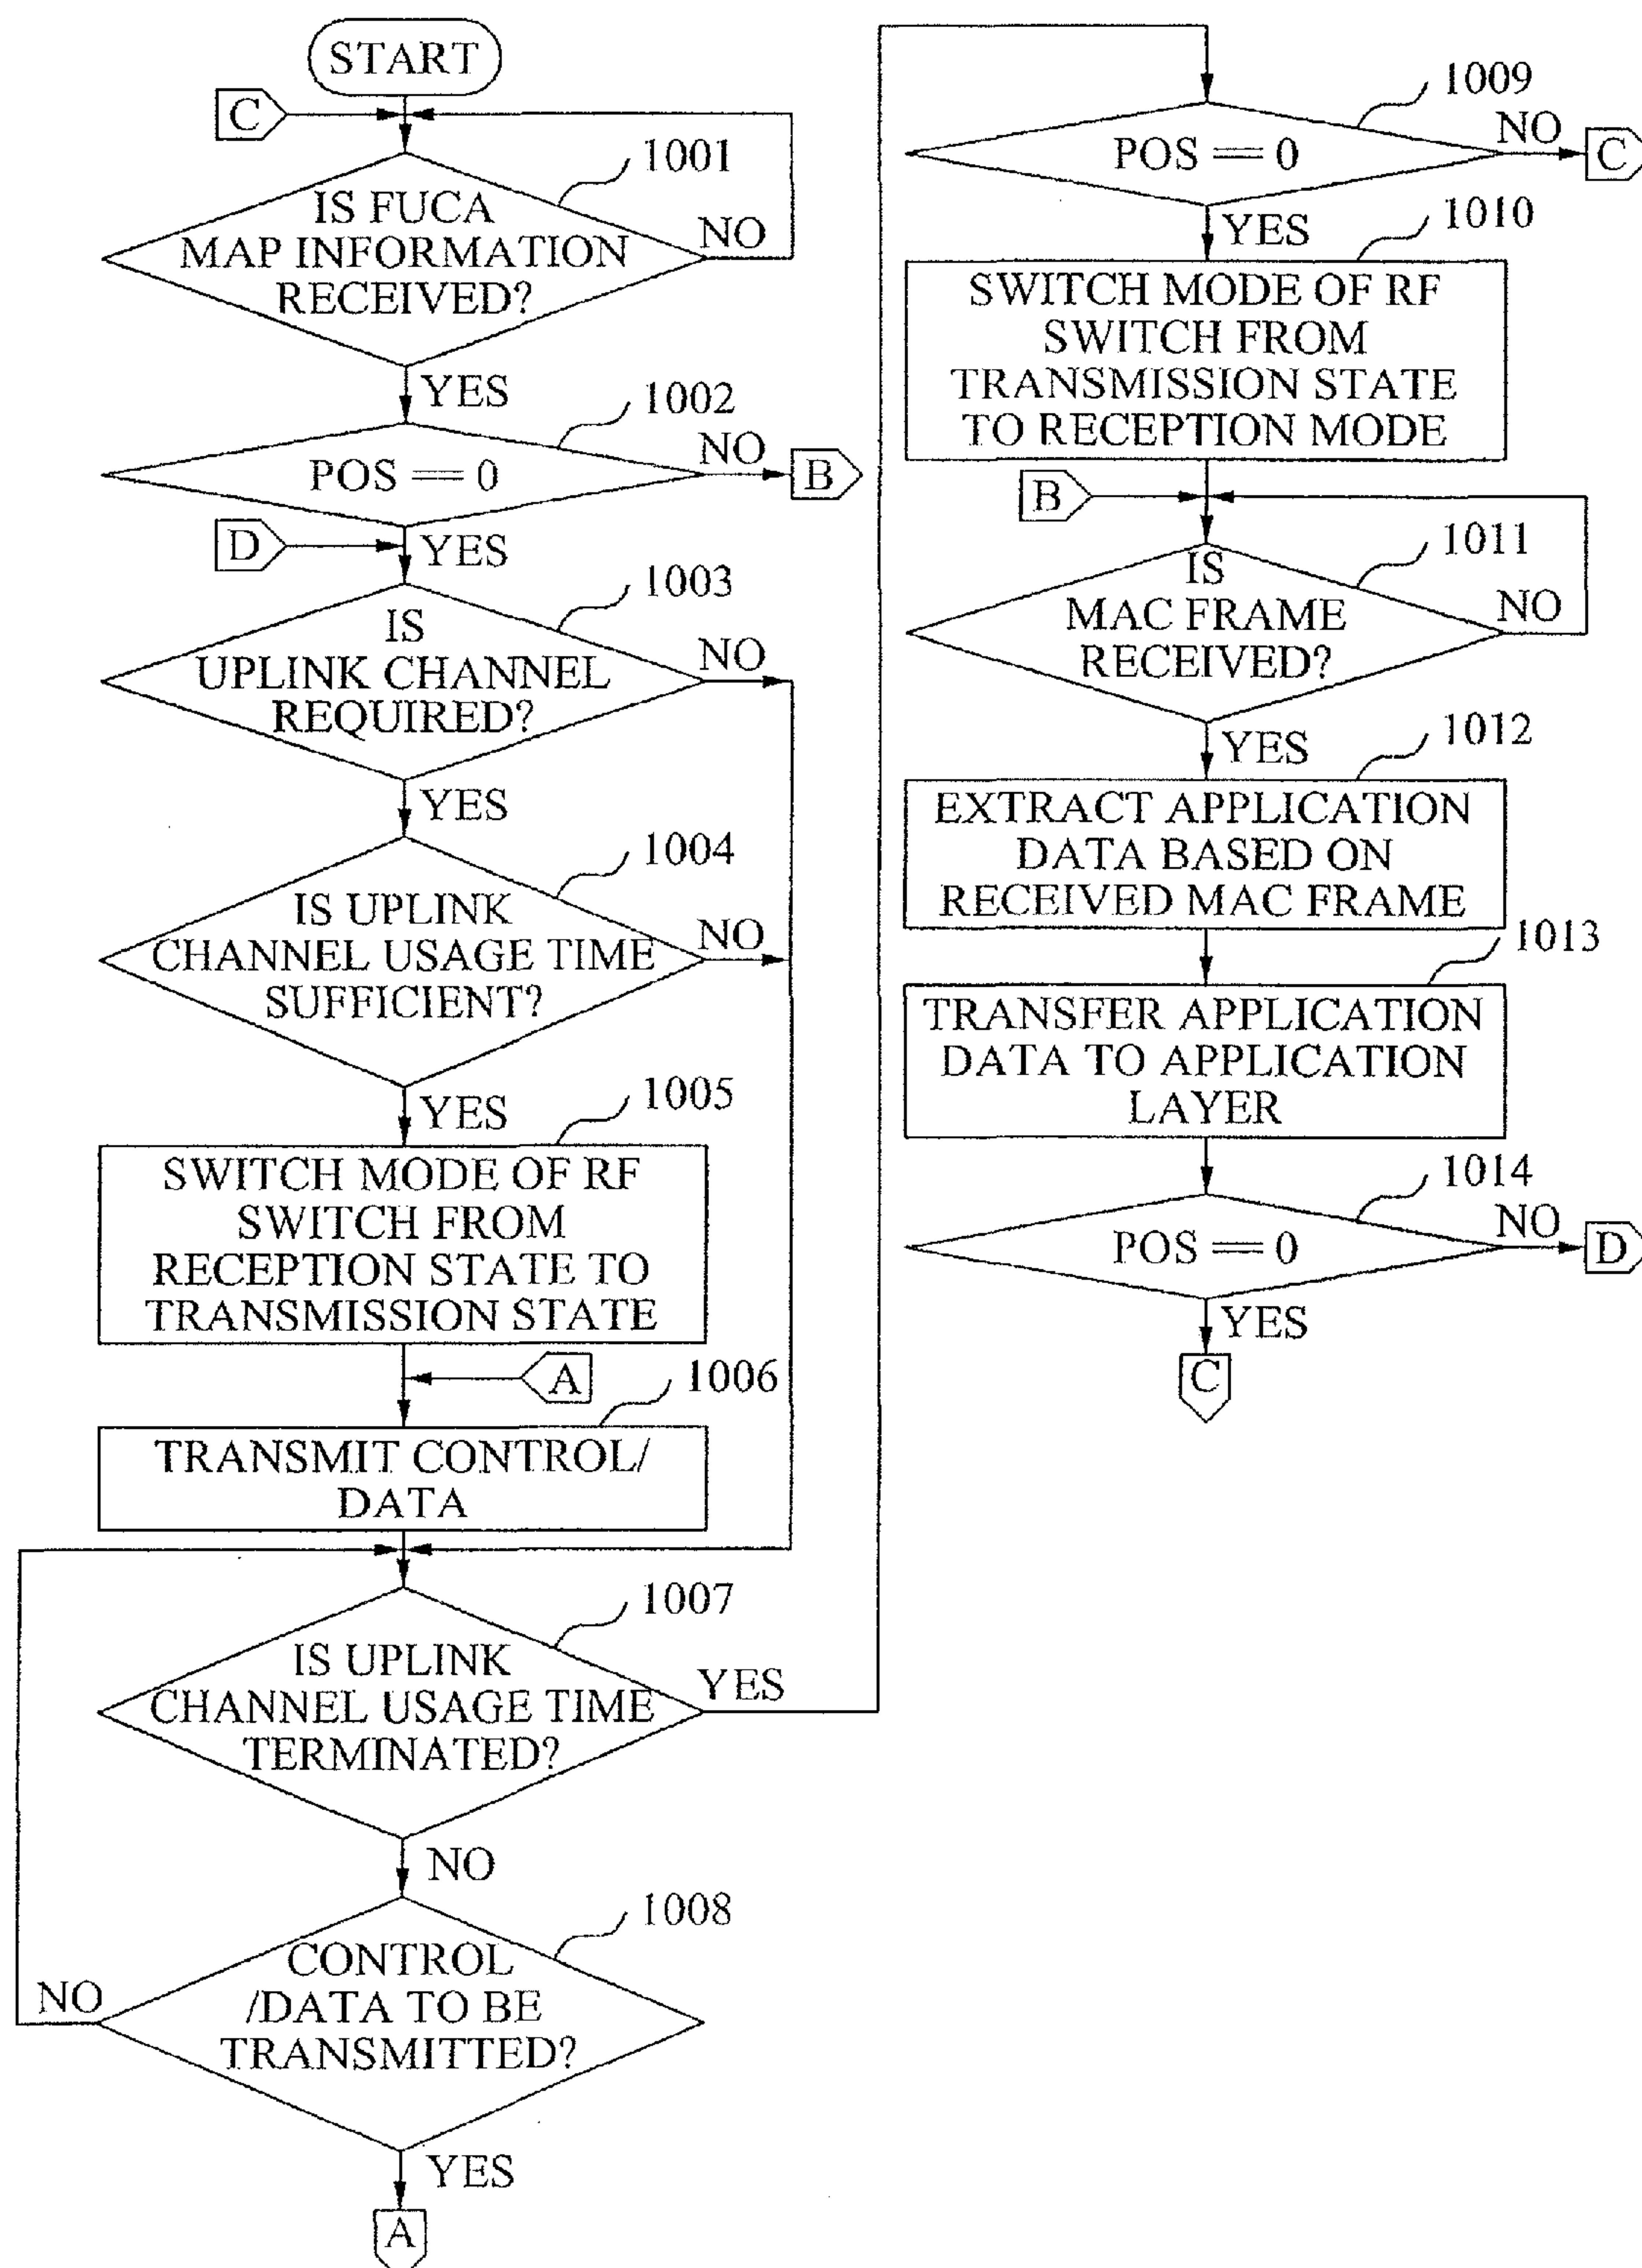 START
C
1001
IS FUCA
MAP INFORMATION
RECEIVED?
NO
YES
1002
POS == 0
NO
B
D
YES
1003
IS
UPLINK CHANNEL
REQUIRED?
NO
YES
1004
IS UPLINK
CHANNEL USAGE TIME
SUFFICIENT?
NO
YES
1005
SWITCH MODE OF RF
SWITCH FROM
RECEPTION STATE TO
TRANSMISSION STATE
A
1006
TRANSMIT CONTROL/
DATA
1007
IS UPLINK
CHANNEL USAGE TIME
TERMINATED?
YES
NO
1008
CONTROL
/DATA TO BE
TRANSMITTED?
NO
YES
A
1009
POS == 0
NO
C
YES
1010
SWITCH MODE OF RF
SWITCH FROM
TRANSMISSION STATE
TO RECEPTION MODE
B
1011
IS
MAC FRAME
RECEIVED?
NO
YES
1012
EXTRACT APPLICATION
DATA BASED ON
RECEIVED MAC FRAME
1013
TRANSFER APPLICATION
DATA TO APPLICATION
LAYER
1014
POS == 0
NO
D
YES
C